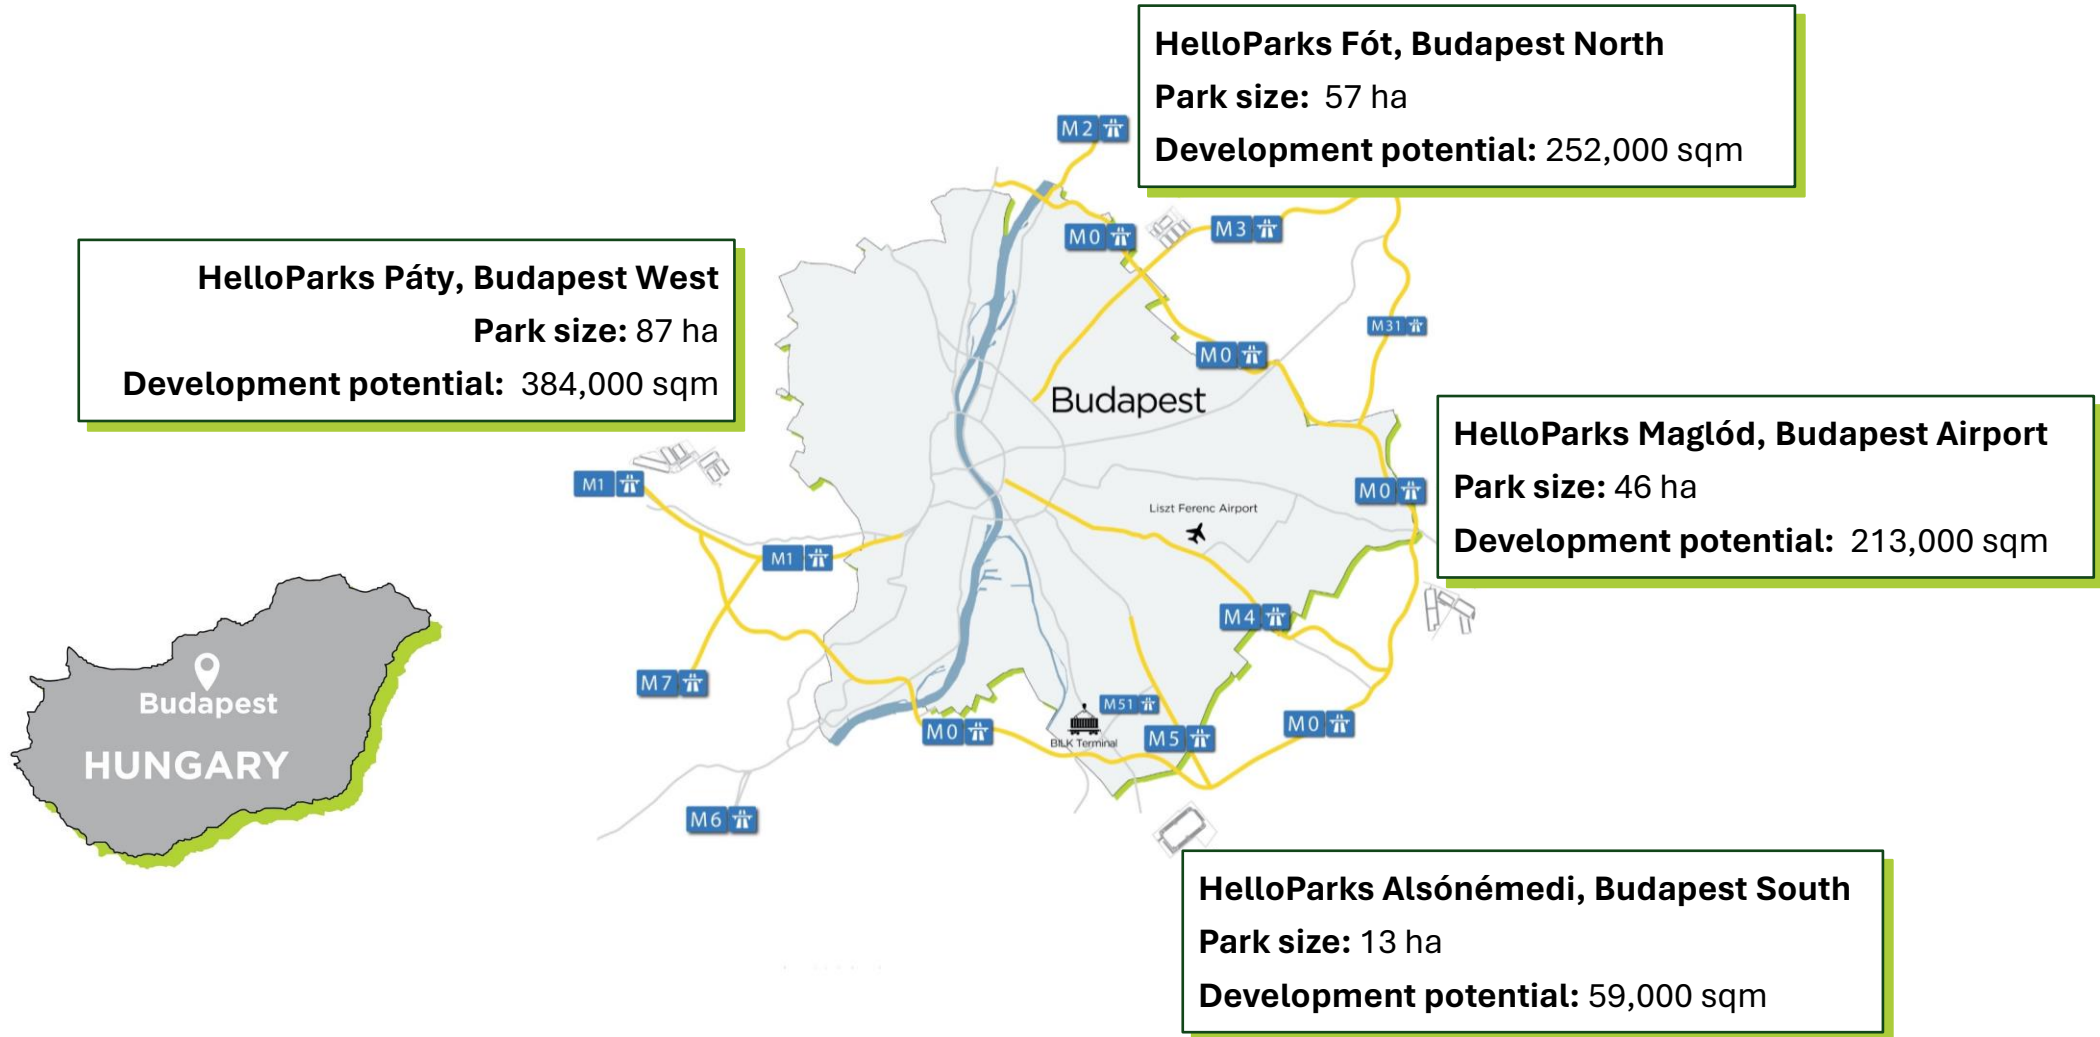 HelloParks Fót, Budapest North
Park size: 57 ha
Development potential: 252,000 sqm
M2
M0
M3
HelloParks Páty, Budapest West
Park size: 87 ha
Development potential: 384,000 sqm
M31
M0
Budapest
HelloParks Maglód, Budapest Airport
Park size: 46 ha
Development potential: 213,000 sqm
M1
M0
Liszt Ferenc Airport
M1
M4
M7
Budapest
HUNGARY
M51
M0
BILK Terminal
M5
M0
M6
HelloParks Alsónémedi, Budapest South
Park size: 13 ha
Development potential: 59,000 sqm